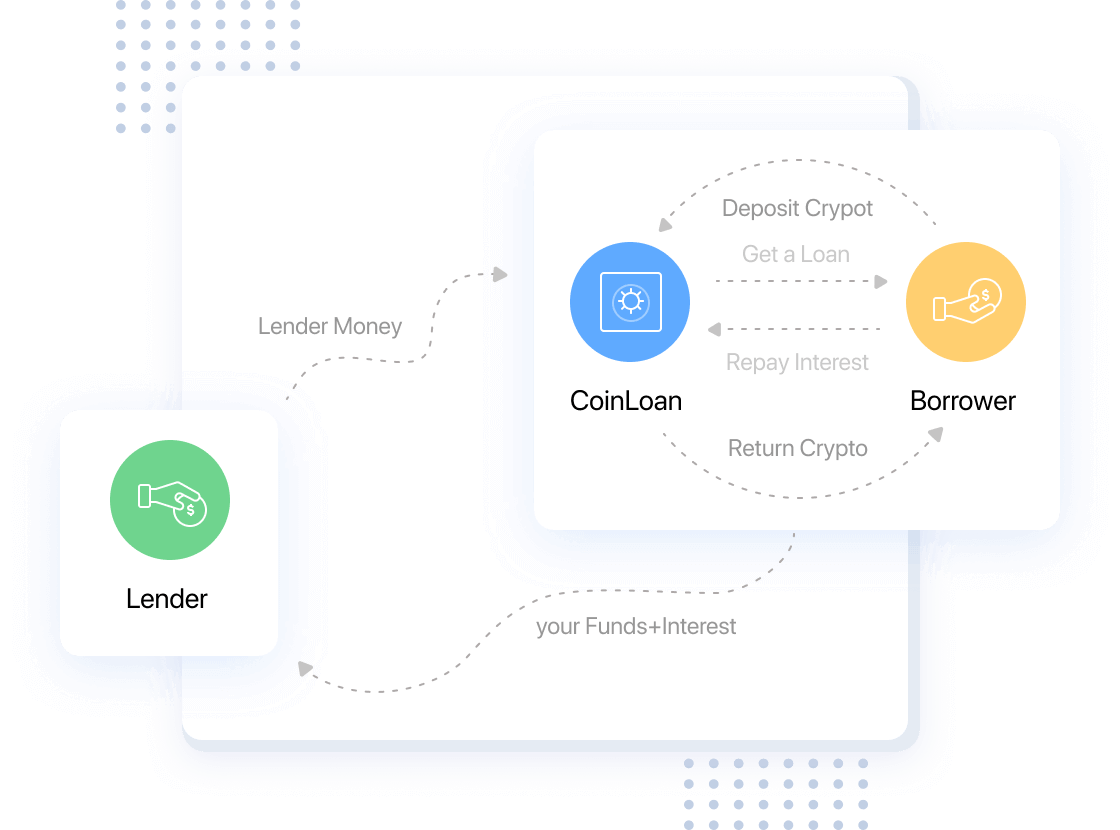 Deposit Crypot
Get a Loan
Lender Money
Repay Interest
CoinLoan
Borrower
Return Crypto
$
$
Lender
your Funds+Interest